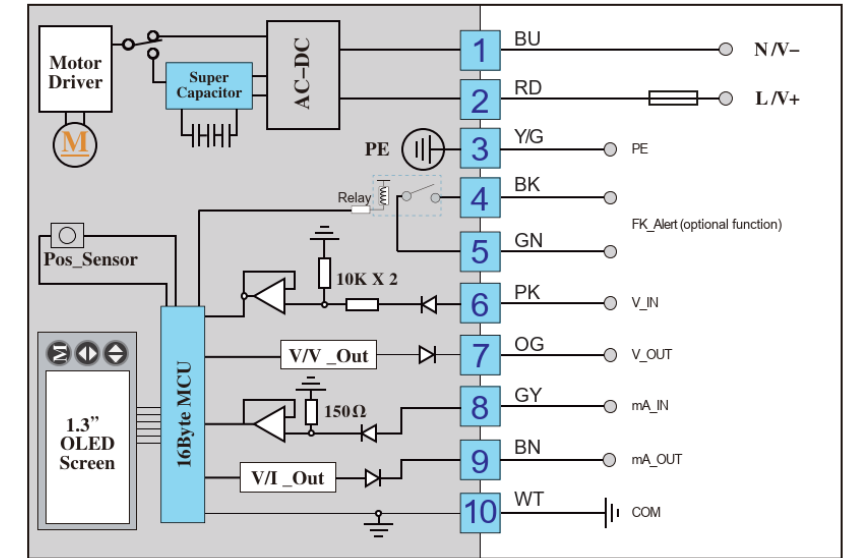 Motor
Driver
M
Super
Capacitor
AC-DC
1
BU
N/V-
2
RD
L/V+
PE
3
Y/G
PE
Relay
4
BK
FK_Alert (optional function)
5
GN
Pos_Sensor
10K X 2
6
PK
V_IN
V/V _Out
7
OG
V_OUT
16Byte MCU
M
1.3”
OLED
Screen
150Ω
8
GY
mA_IN
V/I _Out
9
BN
mA_OUT
10
WT
COM